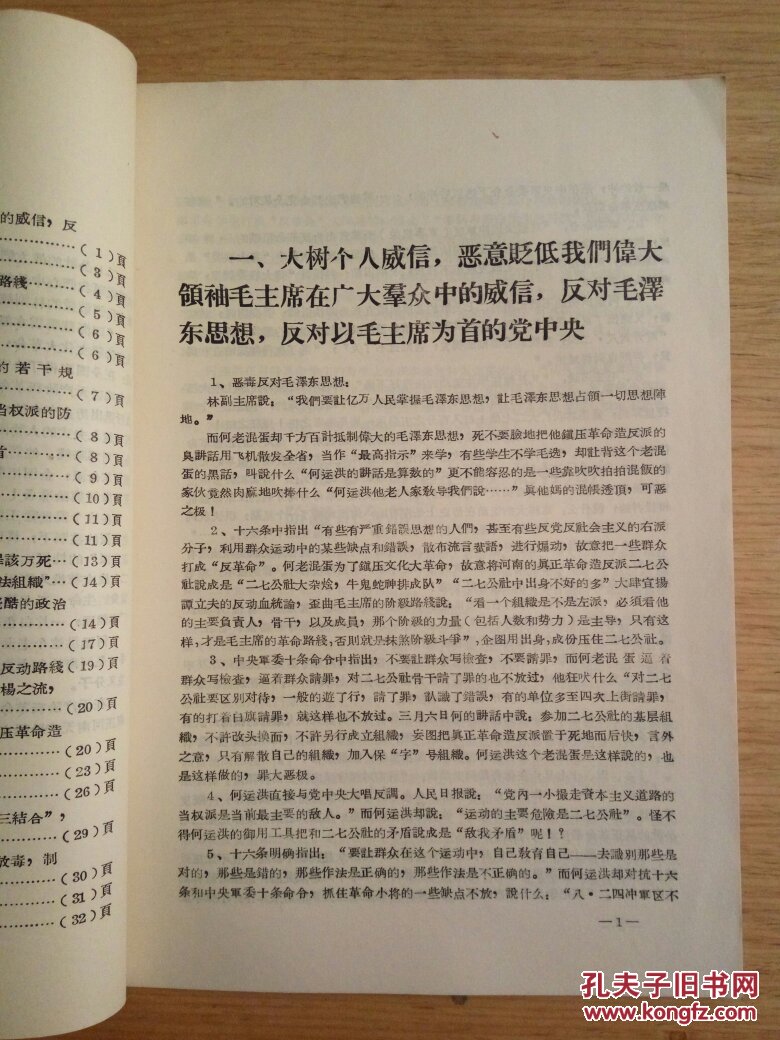 的威信，反
……………（1）頁
……………（3）頁
路綫……（4）頁
……………（5）頁
……………（6）頁
……………（6）頁
的若干規
……………（7）頁
当权派的防
……………（8）頁
首………（8）頁
……………（9）頁
……………（10）頁
……………（11）頁
……………（11）頁
該万死…（13）頁
法組織”…（14）頁
酷的政治
……………（14）頁
……………（17）頁
反动路綫（19）頁
楊之流，
……………（20）頁
压革命造
……………（20）頁
……………（23）頁
……………（26）頁
三結合”，
……………（29）頁
放毒，制
……………（30）頁
……………（31）頁
……………（32）頁
一、大树个人威信，恶意貶低我們偉大
領袖毛主席在广大羣众中的威信，反对毛澤
东思想，反对以毛主席为首的党中央
1、恶毒反对毛澤东思想：
林副主席說：“我們要让亿万人民掌握毛澤东思想，让毛澤东思想占領一切思想陣
地。”
而何老混蛋却千方百計抵制偉大的毛澤东思想，死不要臉地把他鎮压革命造反派的
臭讲話用飞机散发全省，当作“最高指示”来学，有些学生不学毛选，却让背这个老混
蛋的黑話，叫說什么“何运洪的讲話是算数的”更不能容忍的是一些靠吹吹拍拍混飯的
家伙竟然肉麻地吹捧什么“何运洪他老人家教导我們說……”眞他媽的混帳透頂，可恶
之极！
2、十六条中指出“有些有严重錯誤思想的人們，甚至有些反党反社会主义的右派
分子，利用群众运动中的某些缺点和錯誤，散布流言蜚語，进行煽动，故意把一些群众
打成“反革命”。何老混蛋为了鎮压文化大革命，故意将河南的眞正革命造反派二七公
社說成是“二七公社大杂烩，牛鬼蛇神排成队”“二七公社中出身不好的多”大肆宣揚
譚立夫的反动血統論，歪曲毛主席的阶級路綫說：“看一个組織是不是左派，必須看他
的主要負責人，骨干，以及成員，那个阶級的力量（包括人数和势力）是主导，只有这
样，才是毛主席的革命路綫，否則就是抹煞阶級斗爭”，企图用出身，成份压住二七公社。
3、中央軍委十条命令中指出：不要让群众写檢查，不要請罪，而何老混蛋逼着
群众写檢查，逼着群众請罪，对二七公社骨干請了罪的也不放过，他狂吠什么“对二七
公社要区别对待，一般的遊了行，請了罪，认識了錯誤，有的单位多至四次上街請罪，
有的打着白旗請罪，就这样也不放过。三月六日何的讲話中說：参加二七公社的基层組
織，不許改头換面，不許另行成立組織，妄图把眞正革命造反派置于死地而后快，言外
之意，只有解散自己的組織，加入保“字”号組織。何运洪这个老混蛋是这样說的，也
是这样做的，罪大恶极。
4、何运洪直接与党中央大唱反調。人民日报說：“党內一小撮走資本主义道路的
当权派是当前最主要的敌人。”而何运洪却說：“运动的主要危險是二七公社”。怪不
得何运洪的御用工具把和二七公社的矛盾說成是“敌我矛盾”呢！？
5、十六条明确指出：“要让群众在这个运动中，自己敎育自己——去識別那些是
对的，那些是錯的，那些作法是正确的，那些作法是不正确的。”而何运洪却对抗十六
条和中央軍委十条命令，抓住革命小将的一些缺点不放，說什么：“八·二四冲軍区不
—1—
孔夫子旧书网
www.kongfz.com